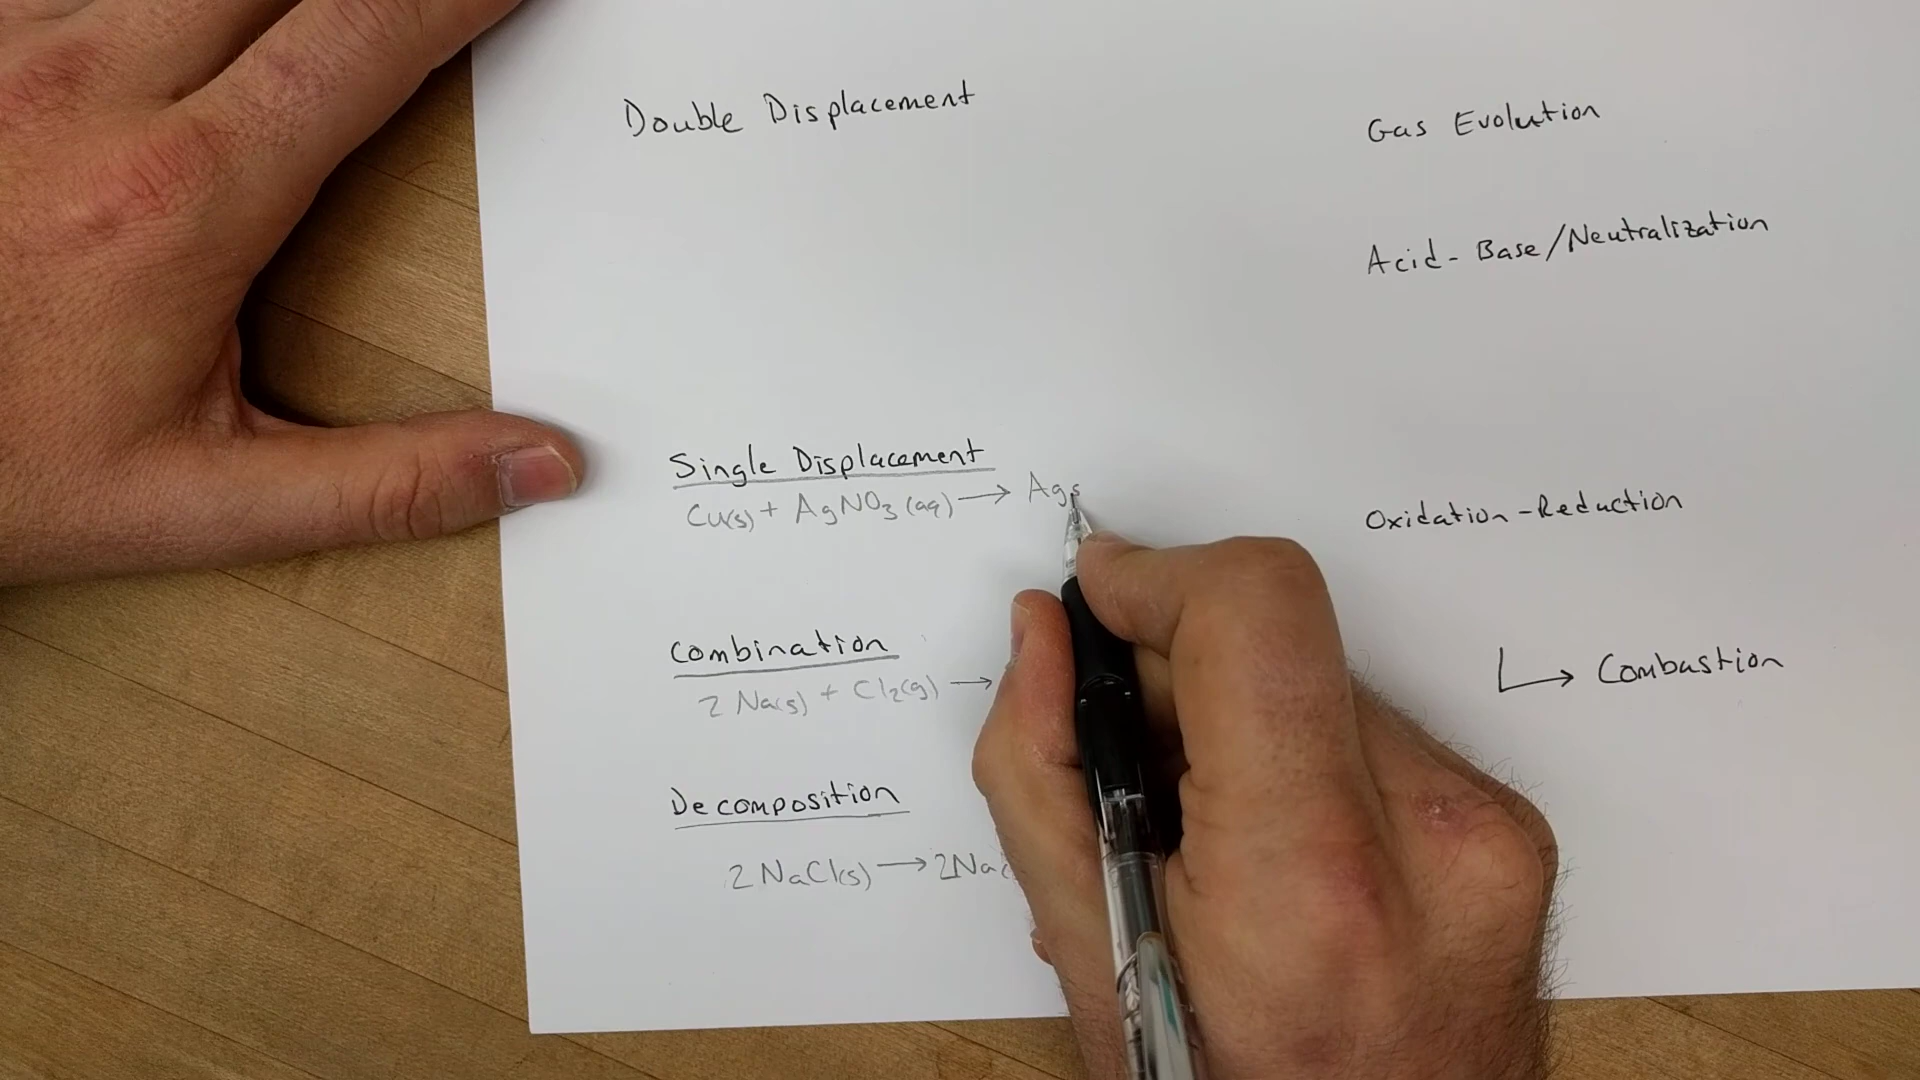 Double Displacement
Gas Evolution
Acid-Base/Neutralization
Single Displacement
Cu(s) + AgNO3 (aq) → Ags
Oxidation-Reduction
Combination
2 Na(s) + Cl2(g) →
Combustion
Decomposition
2 NaCl(s) → 2Na(